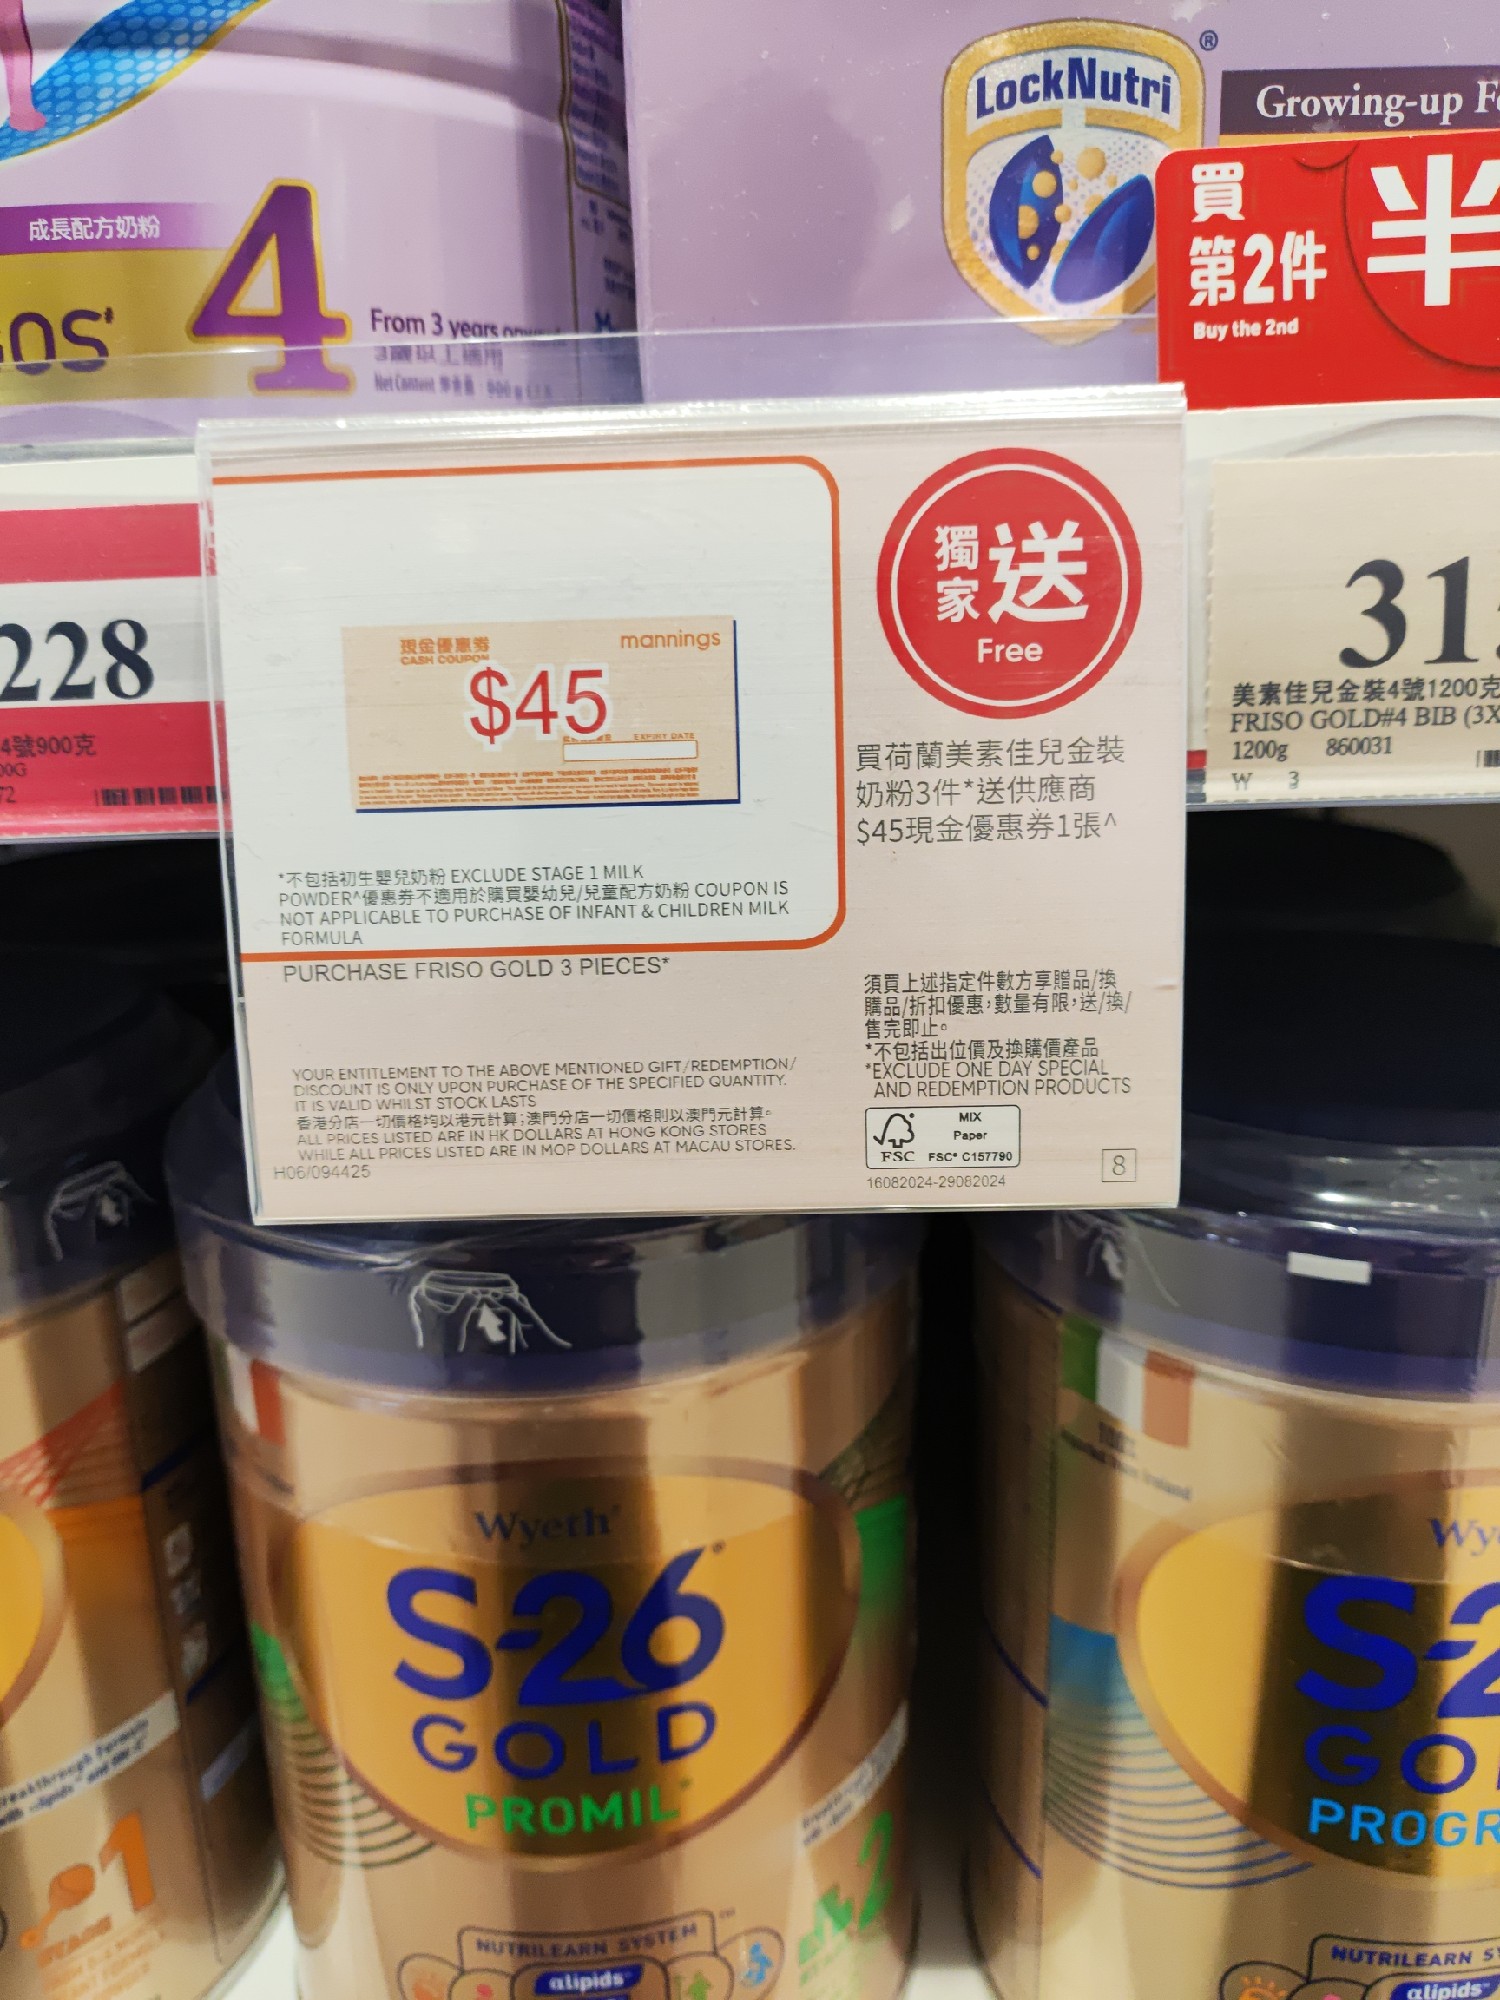 LockNutri
®
Growing-up
買
第2件
半
Buy the 2nd
成長配方奶粉
4
From 3 years
3歲以上適用
228
4號900克
現金優惠券
CASH COUPON
mannings
$45
EXPIRY DATE
獨家
送
Free
買荷蘭美素佳兒金裝
奶粉3件*送供應商
$45現金優惠券1張^
*不包括初生嬰兒奶粉 EXCLUDE STAGE 1 MILK
POWDER^優惠券不適用於購買嬰幼兒/兒童配方奶粉 COUPON IS
NOT APPLICABLE TO PURCHASE OF INFANT & CHILDREN MILK
FORMULA
PURCHASE FRISO GOLD 3 PIECES*
須買上述指定件數方享贈品/換
購品/折扣優惠,數量有限,送/換/
售完即止。
*不包括出位價及換購價產品
*EXCLUDE ONE DAY SPECIAL
AND REDEMPTION PRODUCTS
YOUR ENTITLEMENT TO THE ABOVE MENTIONED GIFT/REDEMPTION/
DISCOUNT IS ONLY UPON PURCHASE OF THE SPECIFIED QUANTITY.
IT IS VALID WHILST STOCK LASTS
香港分店一切價格均以港元計算;澳門分店一切價格則以澳門元計算。
ALL PRICES LISTED ARE IN HK DOLLARS AT HONG KONG STORES
WHILE ALL PRICES LISTED ARE IN MOP DOLLARS AT MACAU STORES.
H06/094425
FSC
MIX
Paper
FSC® C157790
16082024-29082024
8
31
美素佳兒金裝4號1200克
FRISO GOLD#4 BIB (3X
1200g 860031
W 3
Wyeth
S-26
GOLD
PROMIL
2
NUTRILEARN SYSTEM
αlipids
1
NUTRILEARN
αlipids